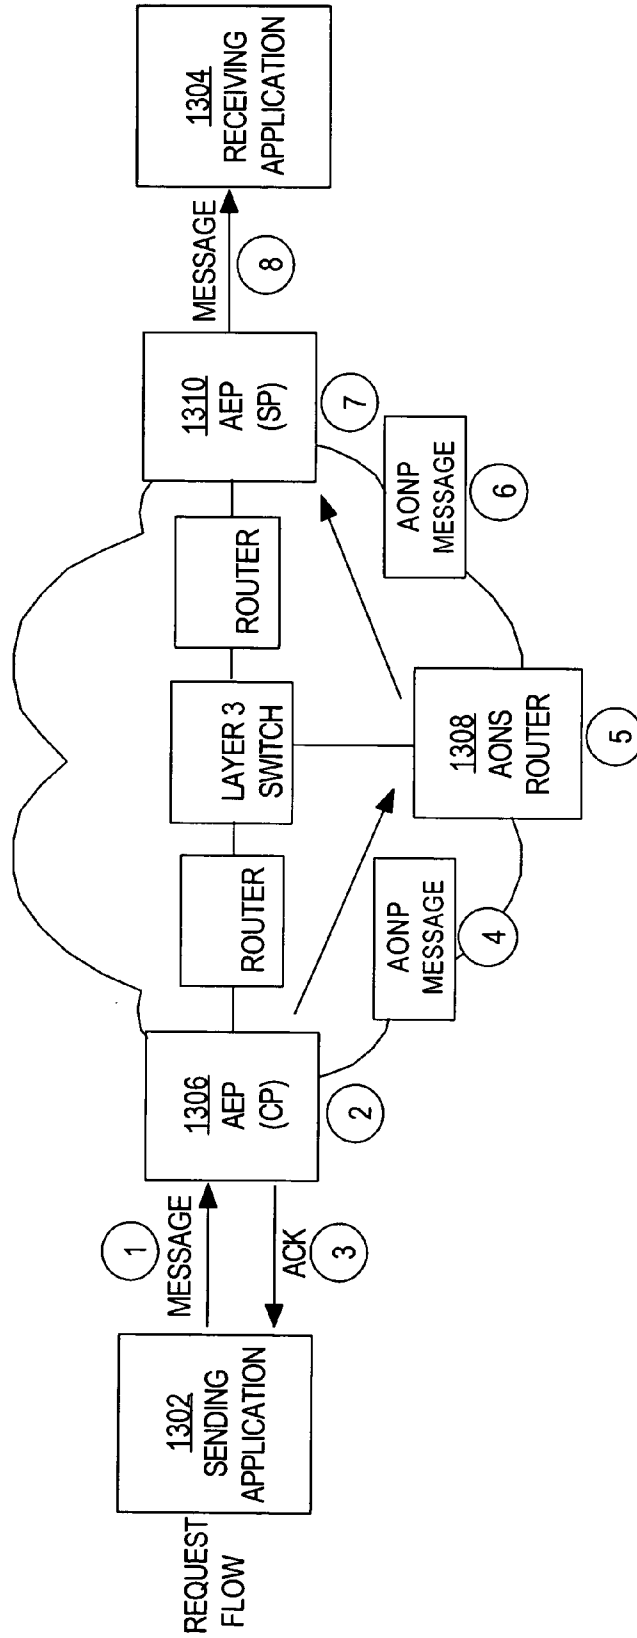 REQUEST
FLOW
1302
SENDING
APPLICATION
1
MESSAGE
ACK
3
1306
AEP
(CP)
2
ROUTER
AONP
MESSAGE
4
LAYER 3
SWITCH
1308
AONS
ROUTER
5
ROUTER
AONP
MESSAGE
6
1310
AEP
(SP)
7
MESSAGE
8
1304
RECEIVING
APPLICATION